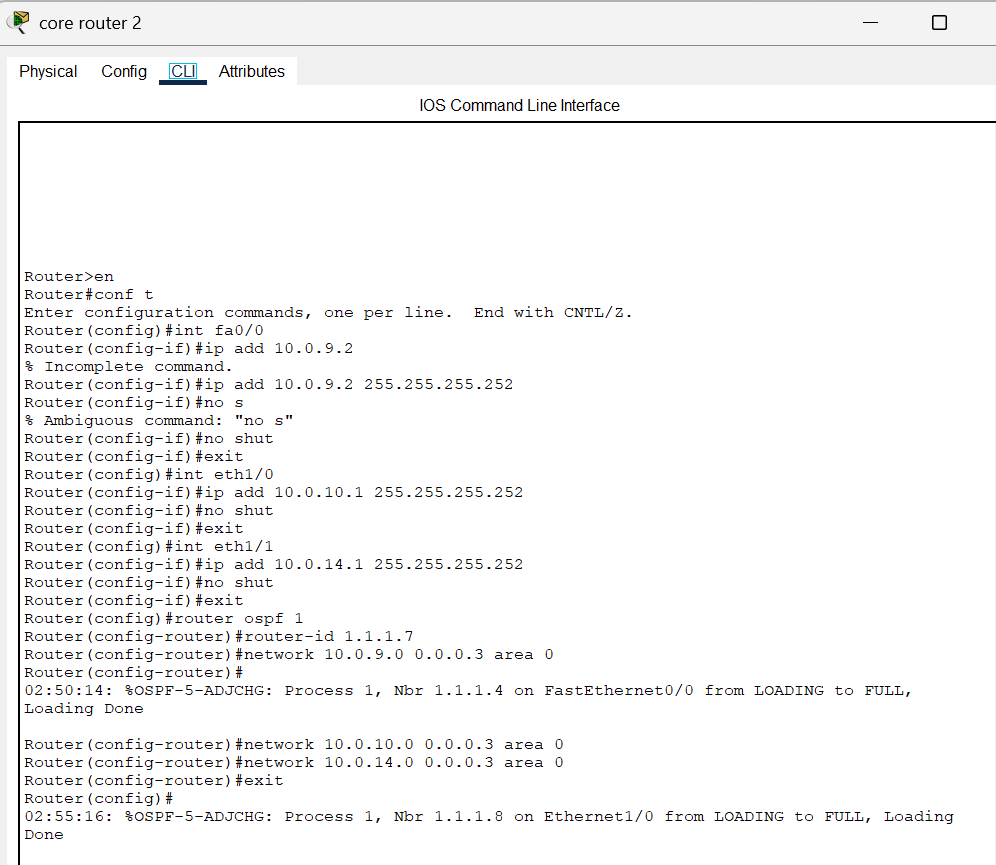 core router 2
Physical Config CLI Attributes
IOS Command Line Interface
Router>en
Router#conf t
Enter configuration commands, one per line.  End with CNTL/Z.
Router(config)#int fa0/0
Router(config-if)#ip add 10.0.9.2
% Incomplete command.
Router(config-if)#ip add 10.0.9.2 255.255.255.252
Router(config-if)#no s
% Ambiguous command: "no s"
Router(config-if)#no shut
Router(config-if)#exit
Router(config)#int eth1/0
Router(config-if)#ip add 10.0.10.1 255.255.255.252
Router(config-if)#no shut
Router(config-if)#exit
Router(config)#int eth1/1
Router(config-if)#ip add 10.0.14.1 255.255.255.252
Router(config-if)#no shut
Router(config-if)#exit
Router(config)#router ospf 1
Router(config-router)#router-id 1.1.1.7
Router(config-router)#network 10.0.9.0 0.0.0.3 area 0
Router(config-router)#
02:50:14: %OSPF-5-ADJCHG: Process 1, Nbr 1.1.1.4 on FastEthernet0/0 from LOADING to FULL,
Loading Done
Router(config-router)#network 10.0.10.0 0.0.0.3 area 0
Router(config-router)#network 10.0.14.0 0.0.0.3 area 0
Router(config-router)#exit
Router(config)#
02:55:16: %OSPF-5-ADJCHG: Process 1, Nbr 1.1.1.8 on Ethernet1/0 from LOADING to FULL, Loading
Done